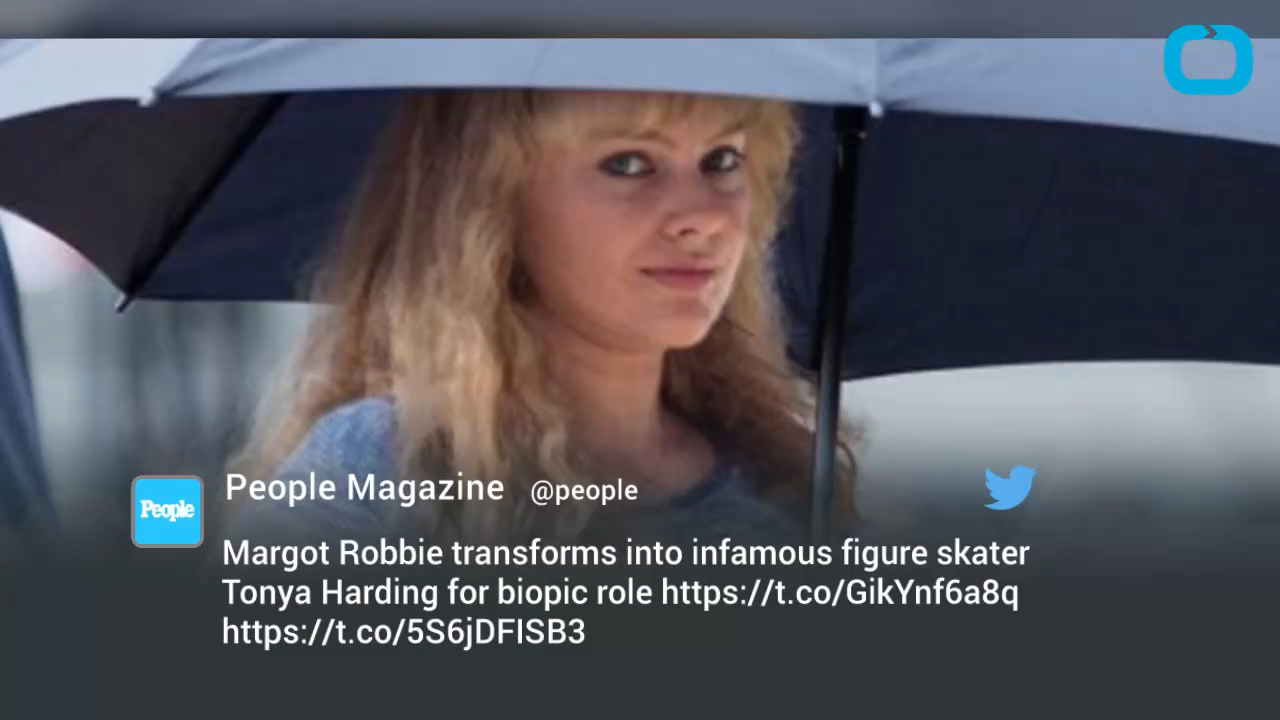 People Magazine @people
People
Margot Robbie transforms into infamous figure skater
Tonya Harding for biopic role https://t.co/GikYnf6a8q
https://t.co/5S6jDFlSB3